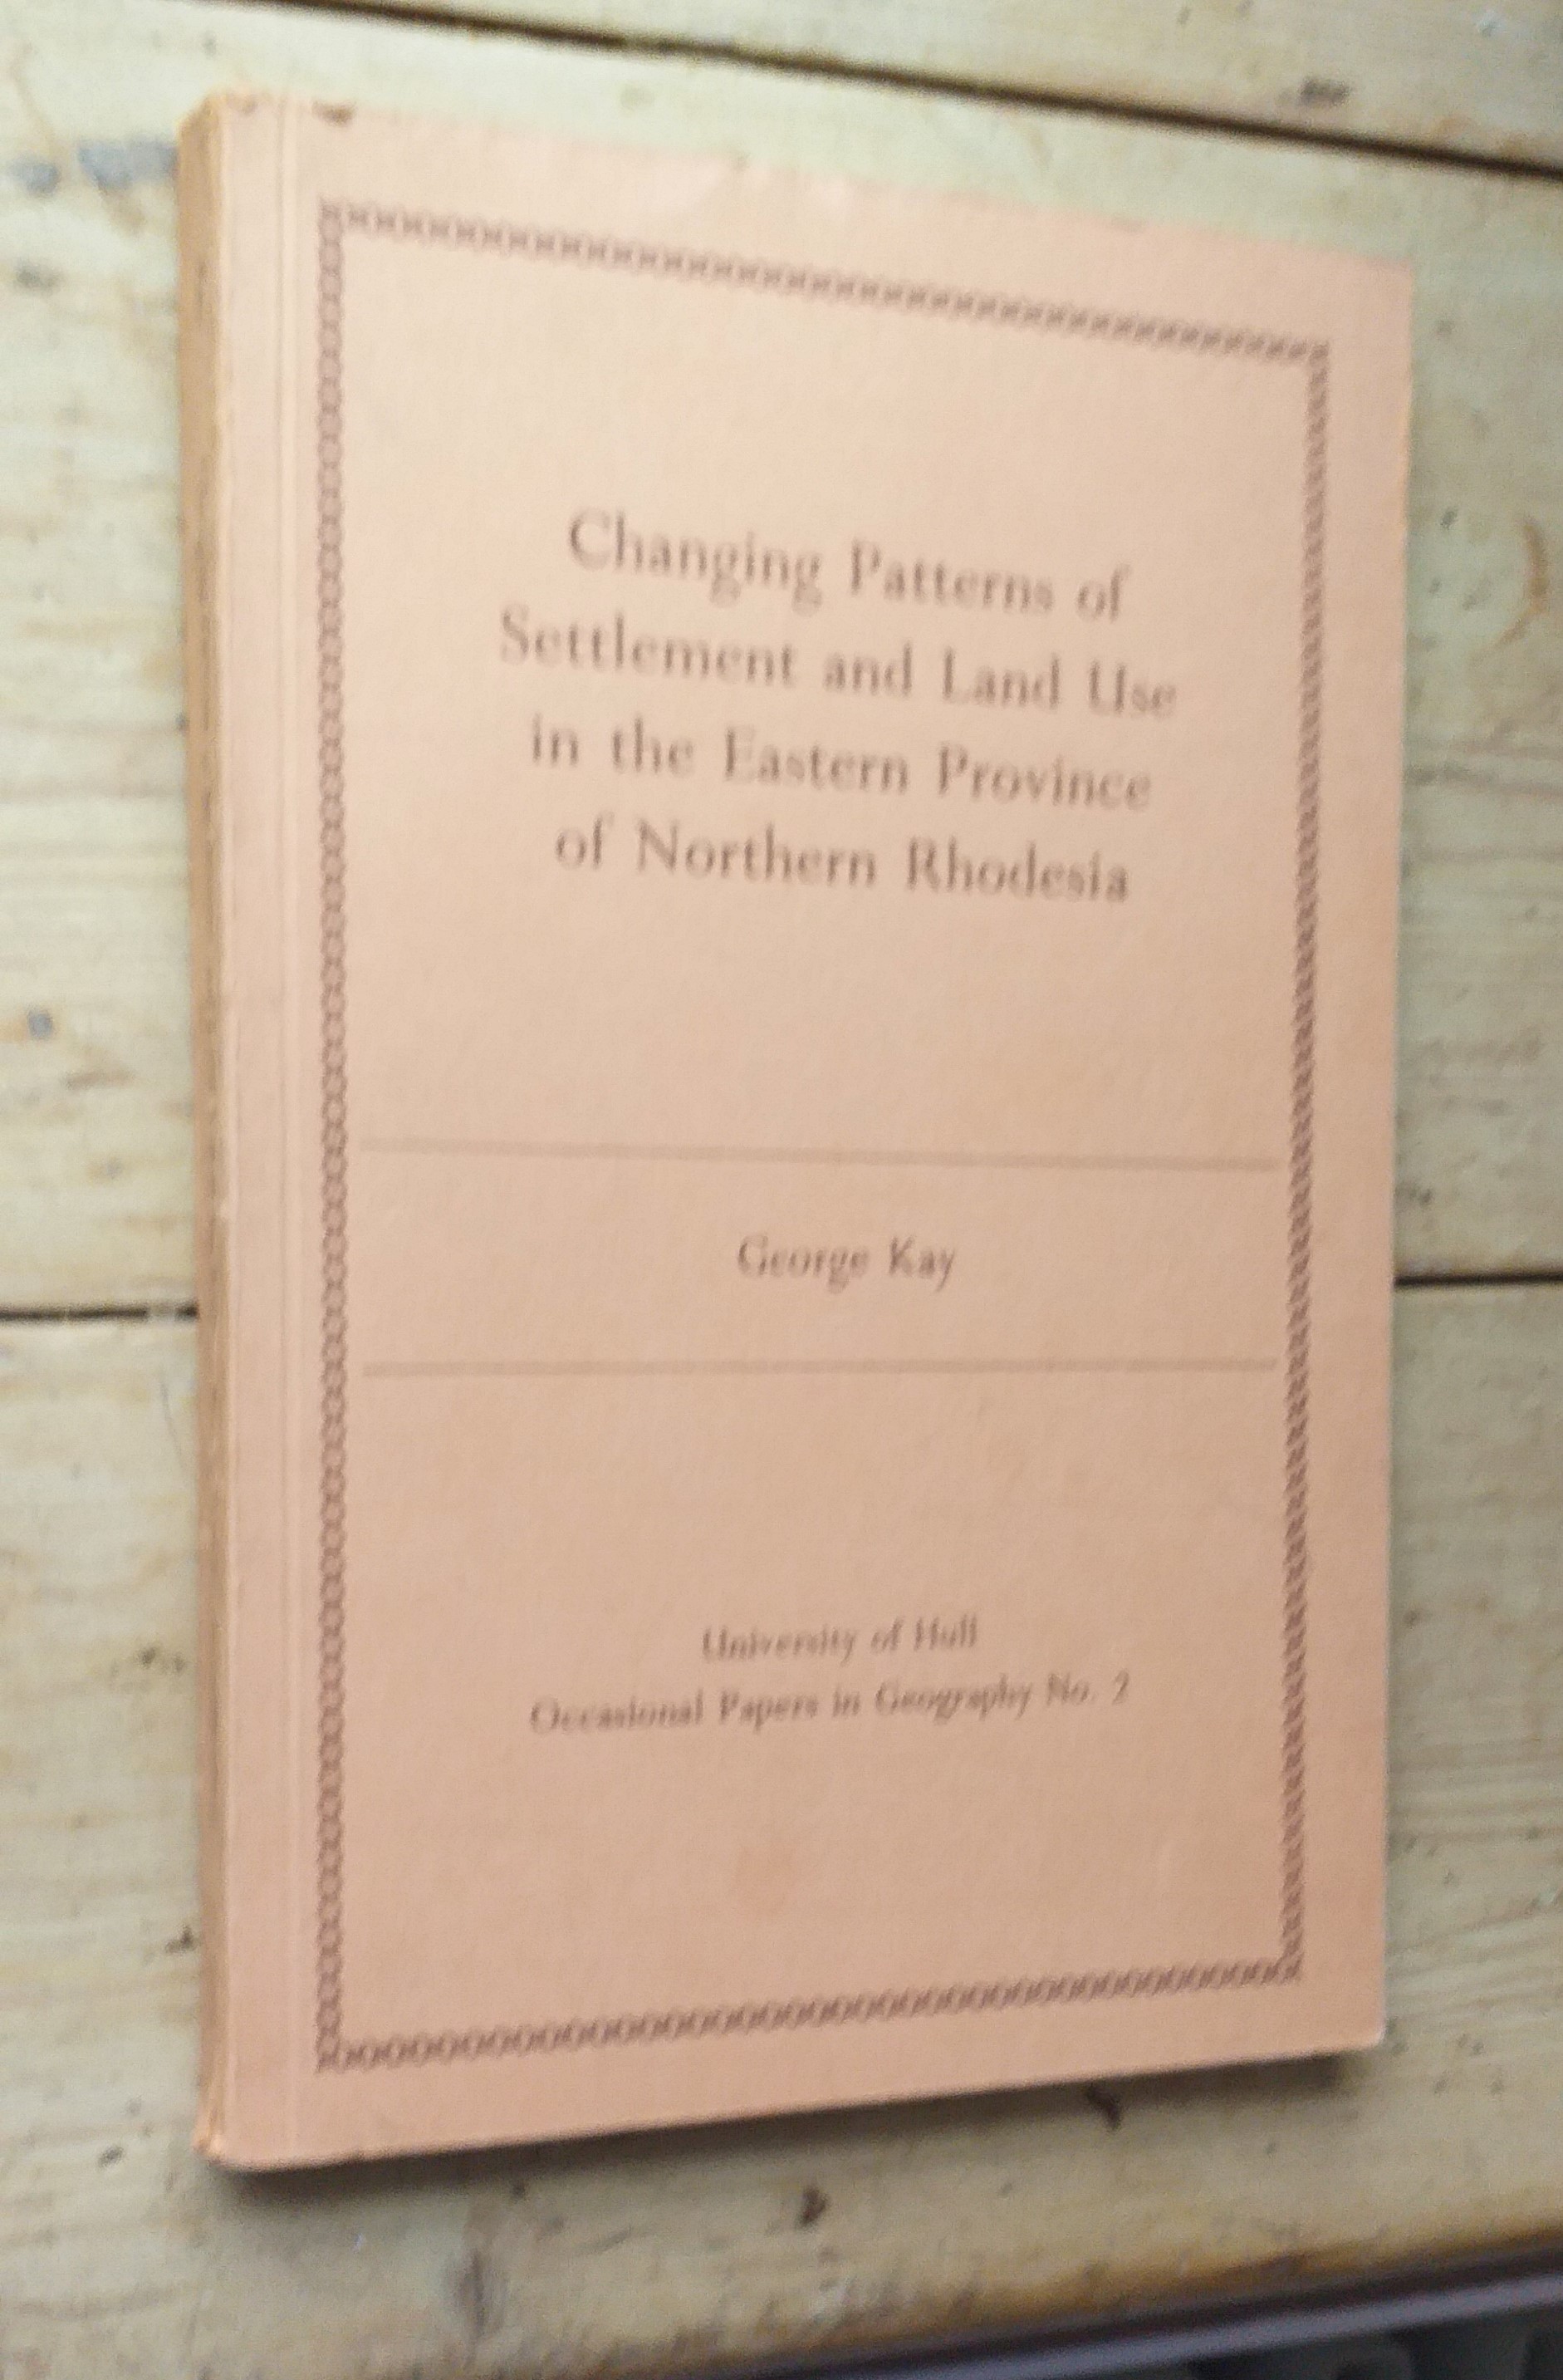 Changing Patterns of
Settlement and Land Use
in the Eastern Province
of Northern Rhodesia
George Kay
University of Hull
Occasional Papers in Geography No. 2